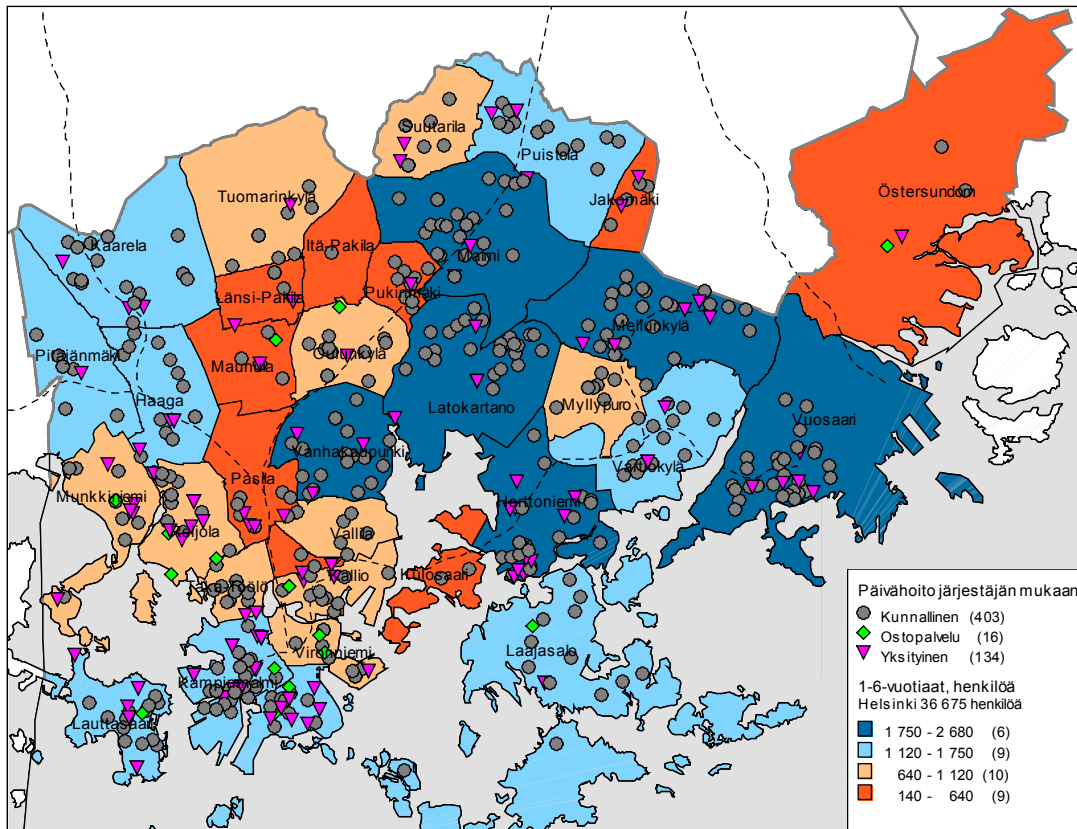 Suutarila
Puistola
Tuomarinkylä
Jakomäki
Östersundom
Kaarela
Itä-Pakila
Malmi
Länsi-Pakila
Pukinmäki
Mellunkylä
Pitäjänmäki
Maunula
Oulunkylä
Haaga
Latokartano
Myllypuro
Vuosaari
Vanhakaupunki
Vartiokylä
Munkkiniemi
Pasila
Herttoniemi
Reijola
Vallila
Taka-Töölö
Kallio
Kulosaari
Vironniemi
Laajasalo
Kampinmalmi
Lauttasaari
Päivähoito järjestäjän mukaan
Kunnallinen (403)
Ostopalvelu (16)
Yksityinen (134)
1-6-vuotiaat, henkilöä
Helsinki 36 675 henkilöä
1 750 - 2 680 (6)
1 120 - 1 750 (9)
640 - 1 120 (10)
140 - 640 (9)